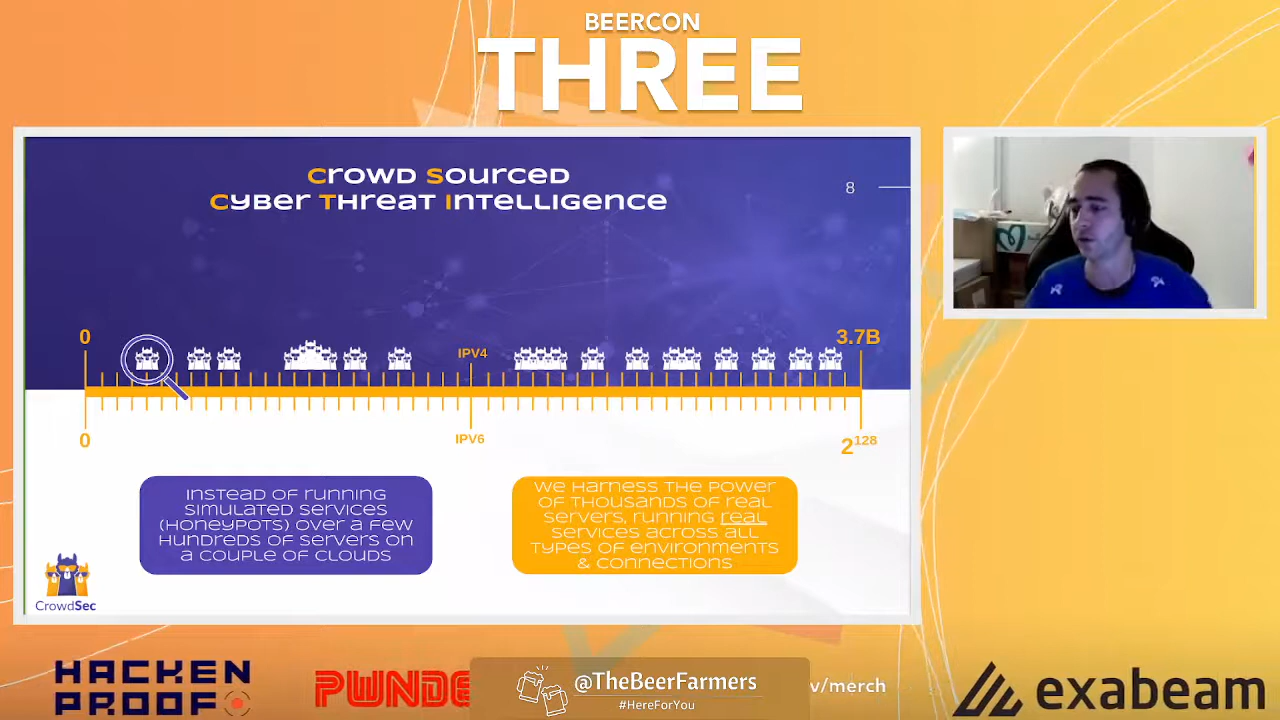 BEERCON
THREE
Crowd Sourced
Cyber Threat Intelligence
8
0
IPV4
3.7B
0
IPV6
2¹²⁸
Instead of running
simulated services
(honeypots) over a few
hundreds of servers on
a couple of clouds
We harness the power
of thousands of real
servers, running real
services across all
types of environments
& connections
CrowdSec
HACKEN
PROOF
PWNDE
@TheBeerFarmers
#HereForYou
v/merch
exabeam